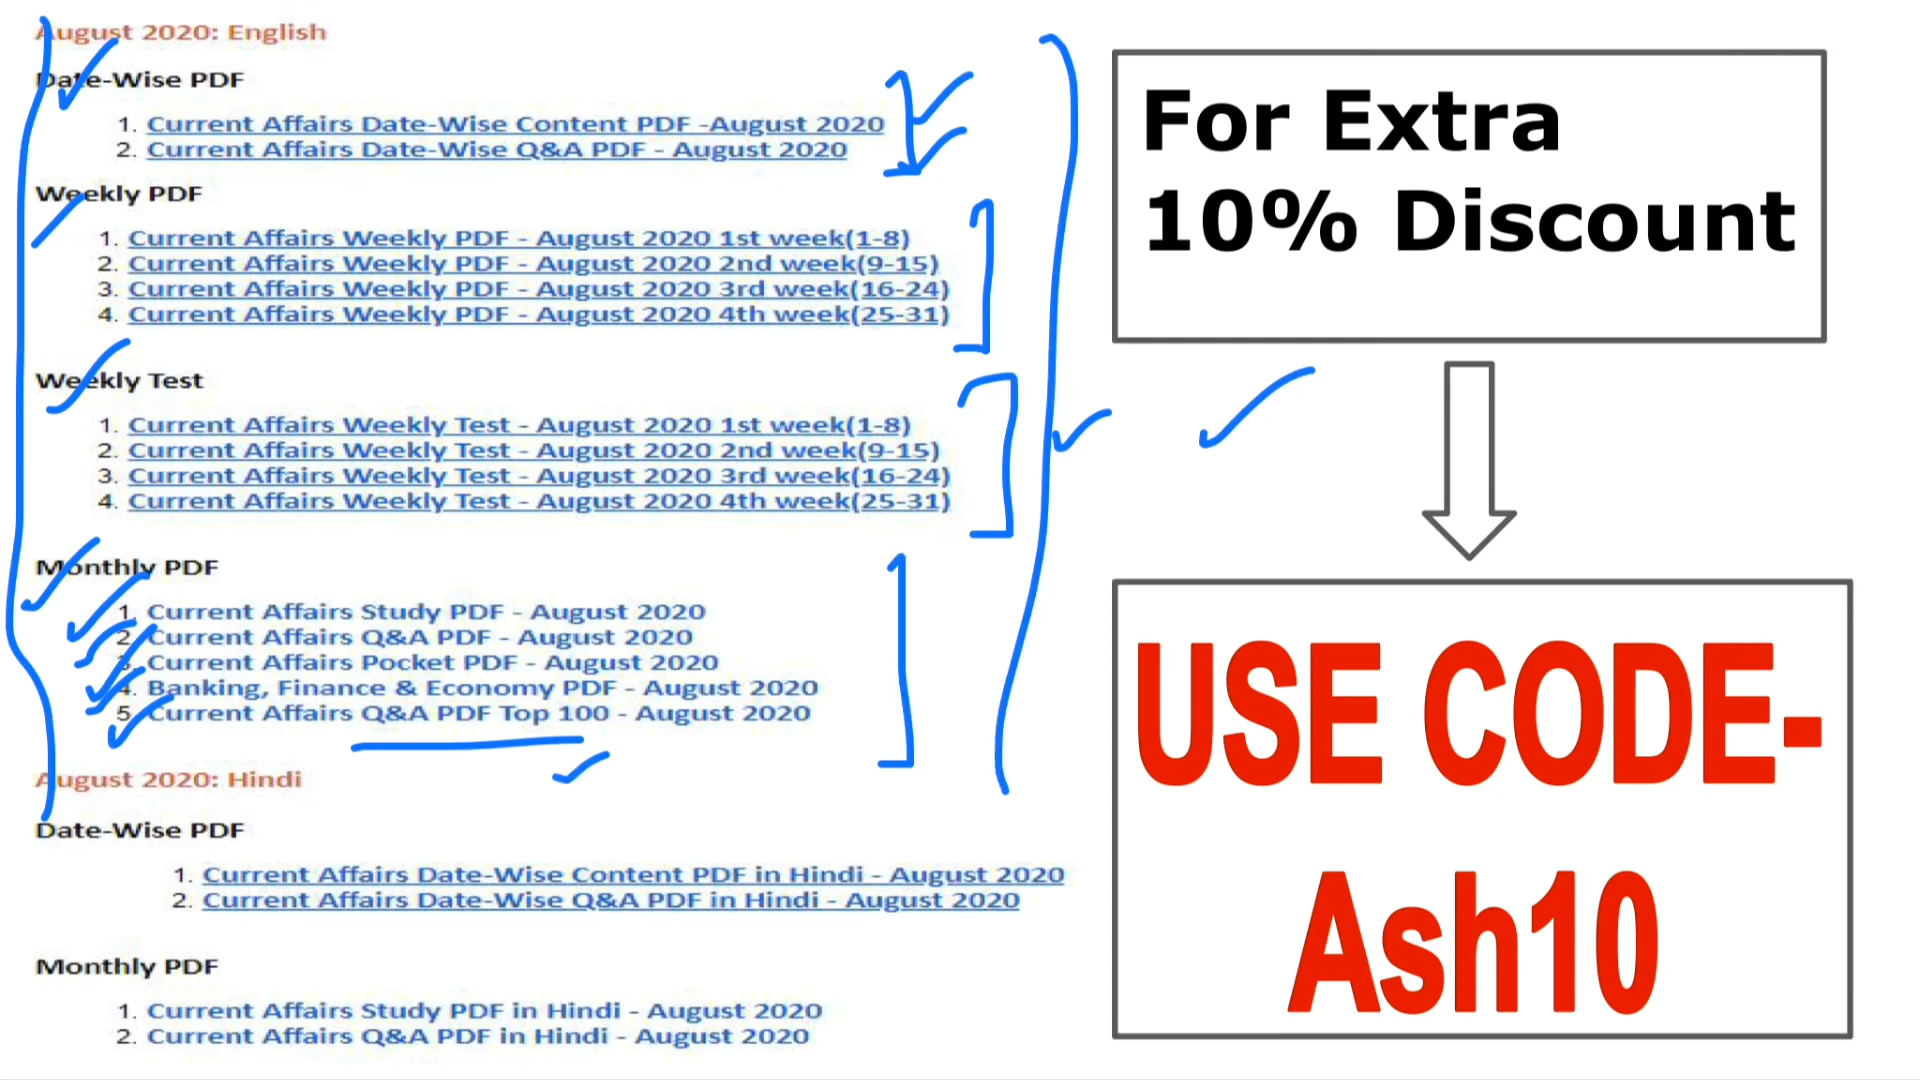 August 2020: English
Date-Wise PDF
1. Current Affairs Date-Wise Content PDF -August 2020
2. Current Affairs Date-Wise Q&A PDF - August 2020
Weekly PDF
1. Current Affairs Weekly PDF - August 2020 1st week(1-8)
2. Current Affairs Weekly PDF - August 2020 2nd week(9-15)
3. Current Affairs Weekly PDF - August 2020 3rd week(16-24)
4. Current Affairs Weekly PDF - August 2020 4th week(25-31)
Weekly Test
1. Current Affairs Weekly Test - August 2020 1st week(1-8)
2. Current Affairs Weekly Test - August 2020 2nd week(9-15)
3. Current Affairs Weekly Test - August 2020 3rd week(16-24)
4. Current Affairs Weekly Test - August 2020 4th week(25-31)
Monthly PDF
1. Current Affairs Study PDF - August 2020
2. Current Affairs Q&A PDF - August 2020
3. Current Affairs Pocket PDF - August 2020
4. Banking, Finance & Economy PDF - August 2020
5. Current Affairs Q&A PDF Top 100 - August 2020
August 2020: Hindi
Date-Wise PDF
1. Current Affairs Date-Wise Content PDF in Hindi - August 2020
2. Current Affairs Date-Wise Q&A PDF in Hindi - August 2020
Monthly PDF
1. Current Affairs Study PDF in Hindi - August 2020
2. Current Affairs Q&A PDF in Hindi - August 2020
For Extra
10% Discount
USE CODE-
Ash10